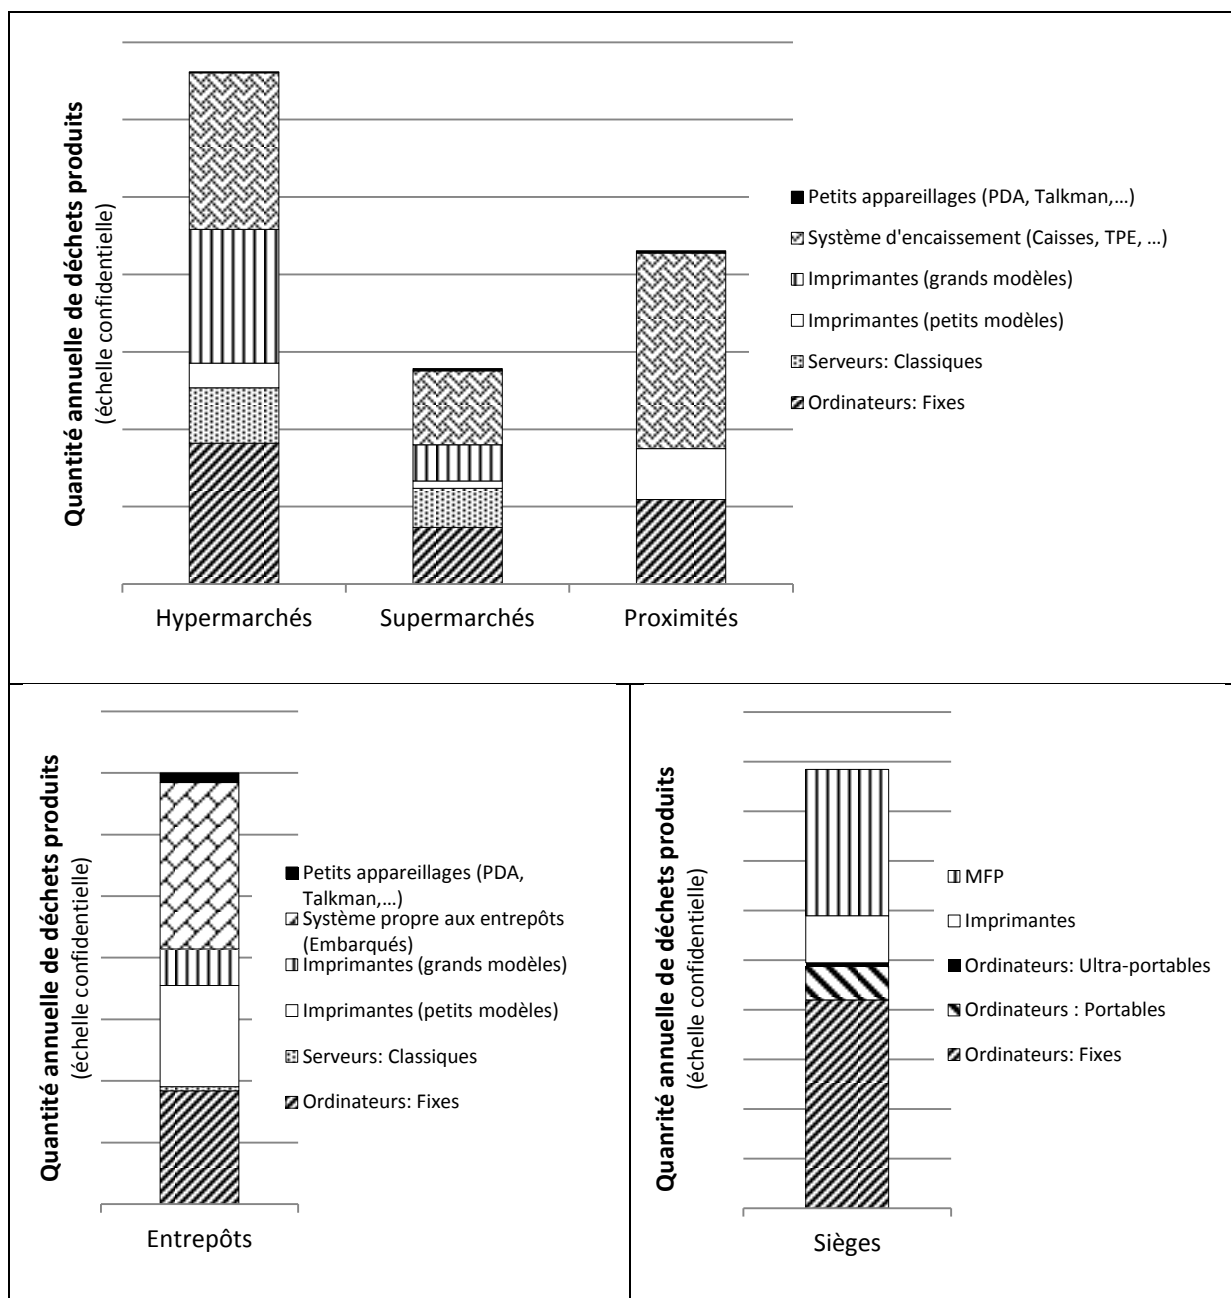 Quantité annuelle de déchets produits
(échelle confidentielle)
Petits appareillages (PDA, Talkman,...)
Système d'encaissement (Caisses, TPE, ...)
Imprimantes (grands modèles)
Imprimantes (petits modèles)
Serveurs: Classiques
Ordinateurs: Fixes
Hypermarchés
Supermarchés
Proximités
Quantité annuelle de déchets produits
(échelle confidentielle)
Petits appareillages (PDA,
Talkman,...)
Système propre aux entrepôts
(Embarqués)
Imprimantes (grands modèles)
Imprimantes (petits modèles)
Serveurs: Classiques
Ordinateurs: Fixes
Entrepôts
Quanrité annuelle de déchets produits
(échelle confidentielle)
MFP
Imprimantes
Ordinateurs: Ultra-portables
Ordinateurs : Portables
Ordinateurs: Fixes
Sièges